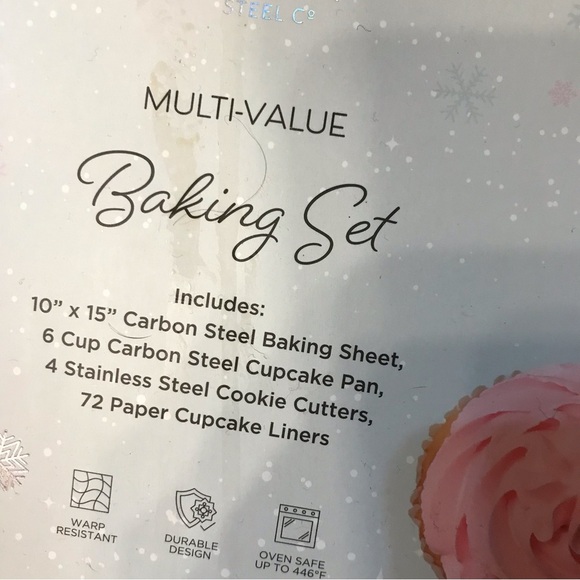 STEEL Cº
MULTI-VALUE
Baking Set
Includes:
10” x 15” Carbon Steel Baking Sheet,
6 Cup Carbon Steel Cupcake Pan,
4 Stainless Steel Cookie Cutters,
72 Paper Cupcake Liners
WARP
RESISTANT
DURABLE
DESIGN
OVEN SAFE
UP TO 446°F